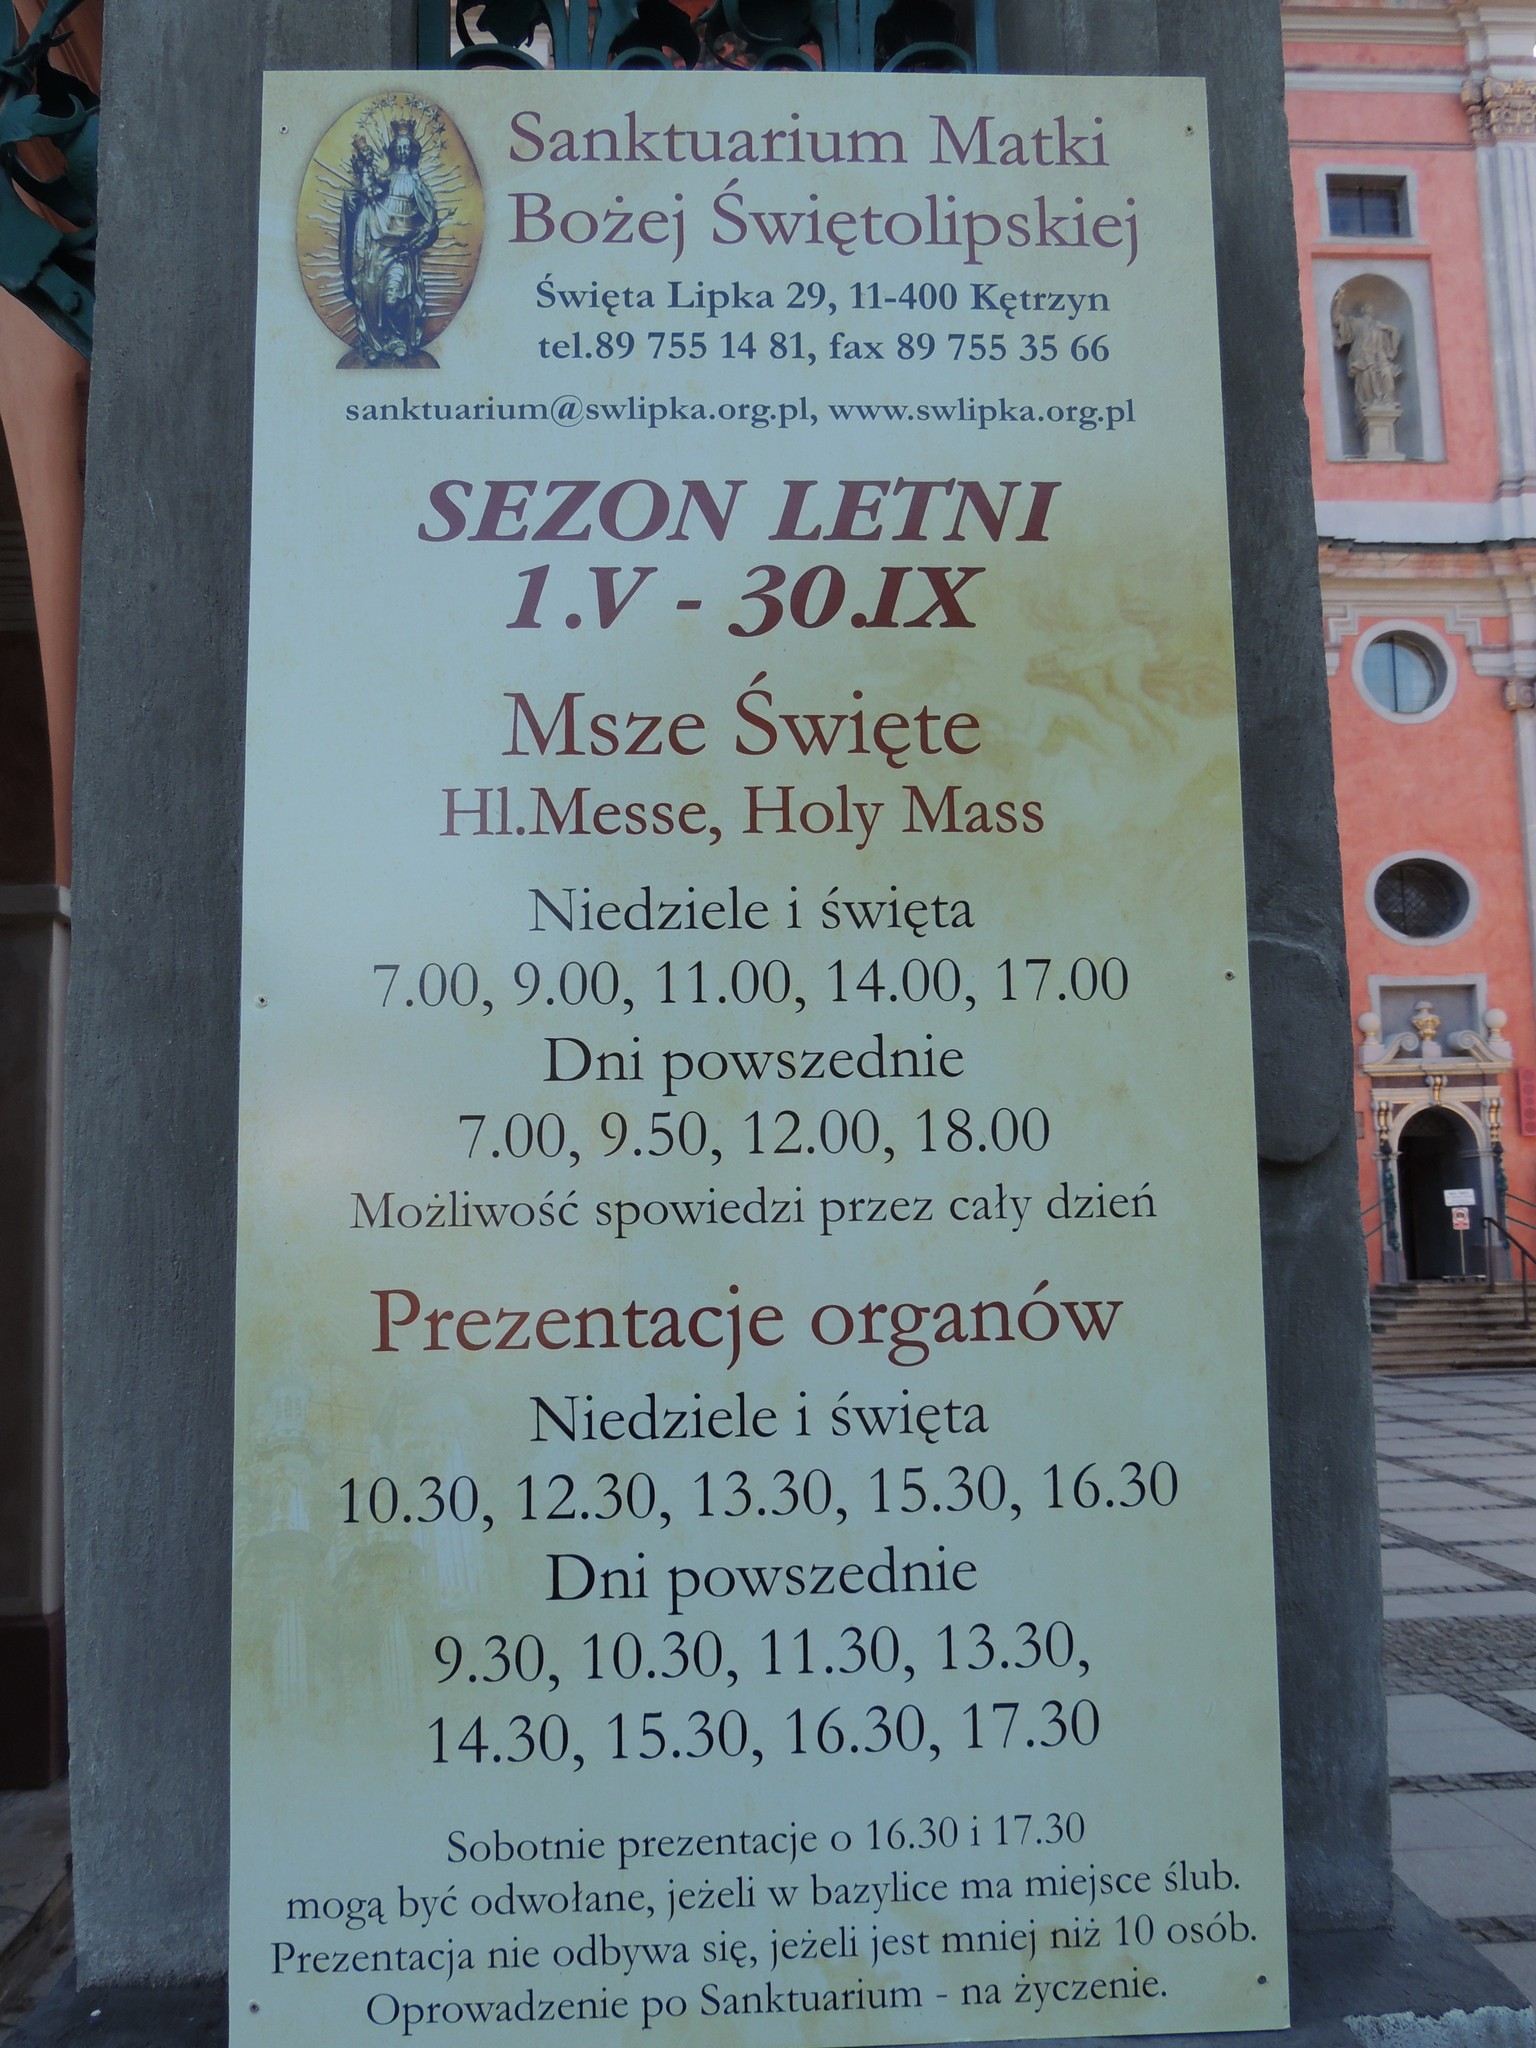 Sanktuarium Matki
Bożej Świętolipskiej
Święta Lipka 29, 11-400 Kętrzyn
tel.89 755 14 81, fax 89 755 35 66
sanktuarium@swlipka.org.pl, www.swlipka.org.pl
SEZON LETNI
1.V - 30.IX
Msze Święte
Hl.Messe, Holy Mass
Niedziele i święta
7.00, 9.00, 11.00, 14.00, 17.00
Dni powszednie
7.00, 9.50, 12.00, 18.00
Możliwość spowiedzi przez cały dzień
Prezentacje organów
Niedziele i święta
10.30, 12.30, 13.30, 15.30, 16.30
Dni powszednie
9.30, 10.30, 11.30, 13.30,
14.30, 15.30, 16.30, 17.30
Sobotnie prezentacje o 16.30 i 17.30
mogą być odwołane, jeżeli w bazylice ma miejsce ślub.
Prezentacja nie odbywa się, jeżeli jest mniej niż 10 osób.
Oprowadzenie po Sanktuarium - na życzenie.